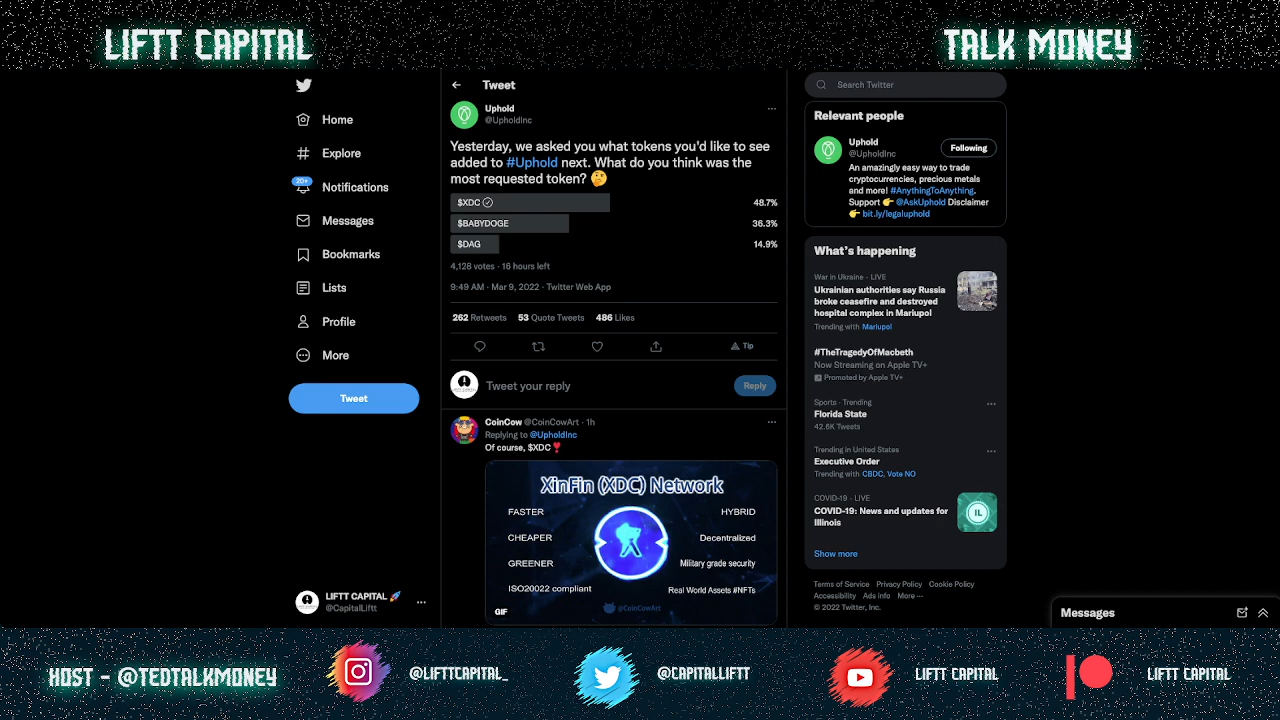 LIFTT CAPITAL
TALK MONEY
Home
Explore
20+
Notifications
Messages
Bookmarks
Lists
Profile
More
Tweet
LIFTT CAPITAL 🚀
@CapitalLiftt
Tweet
Uphold
@UpholdInc
Yesterday, we asked you what tokens you'd like to see
added to #Uphold next. What do you think was the
most requested token? 🤔
$XDC 48.7%
$BABYDOGE 36.3%
$DAG 14.9%
4,128 votes · 16 hours left
9:49 AM · Mar 9, 2022 · Twitter Web App
262 Retweets 53 Quote Tweets 486 Likes
Tip
Tweet your reply
Reply
CoinCow @CoinCowArt · 1h
Replying to @UpholdInc
Of course, $XDC❣️
XinFin (XDC) Network
FASTER
HYBRID
CHEAPER
Decentralized
GREENER
Military grade security
ISO20022 compliant
Real World Assets #NFTs
@CoinCowArt
GIF
Search Twitter
Relevant people
Uphold
@UpholdInc
Following
An amazingly easy way to trade
cryptocurrencies, precious metals
and more! #AnythingToAnything.
Support 👉 @AskUphold Disclaimer
👉 bit.ly/legaluphold
What's happening
War in Ukraine · LIVE
Ukrainian authorities say Russia
broke ceasefire and destroyed
hospital complex in Mariupol
Trending with Mariupol
#TheTragedyOfMacbeth
Now Streaming on Apple TV+
Promoted by Apple TV+
Sports · Trending
Florida State
42.6K Tweets
Trending in United States
Executive Order
Trending with CBDC, Vote NO
COVID-19 · LIVE
COVID-19: News and updates for
Illinois
IL
Show more
Terms of Service Privacy Policy Cookie Policy
Accessibility Ads info More ···
© 2022 Twitter, Inc.
Messages
HOST - @TEDTALKMONEY
@LIFTTCAPITAL_
@CAPITALLIFTT
LIFTT CAPITAL
LIFTT CAPITAL